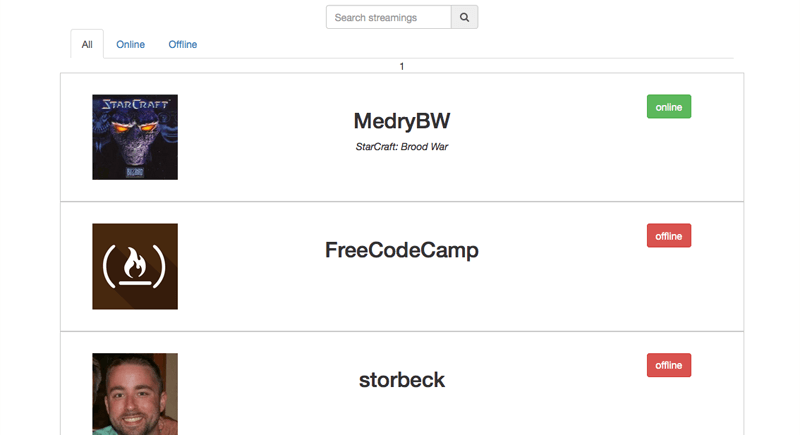 Search streamings
All Online Offline
1
STARCRAFT
MedryBW
online
StarCraft: Brood War
FreeCodeCamp
offline
storbeck
offline